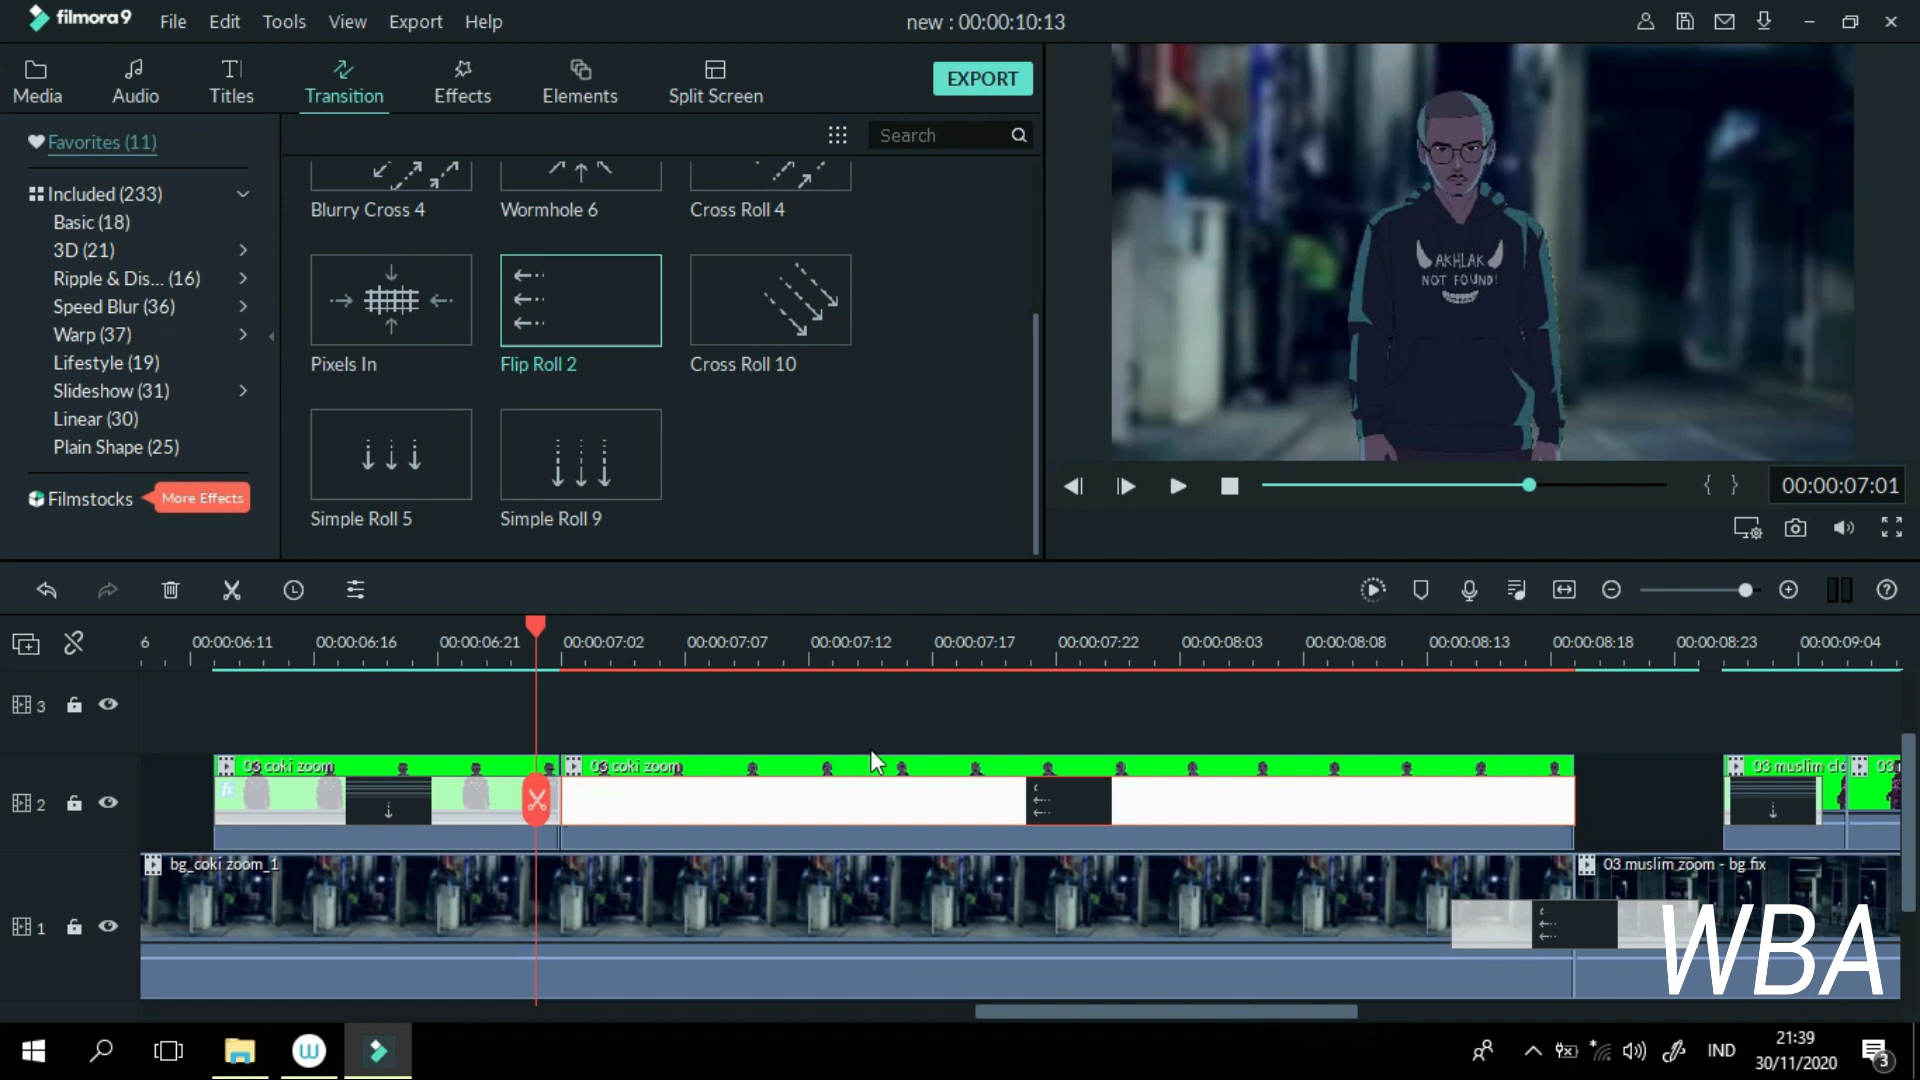 filmora9 File Edit Tools View Export Help new : 00:00:10:13
Media Audio Titles Transition Effects Elements Split Screen EXPORT
Favorites (11)
Search
Included (233)
Basic (18)
3D (21)
Ripple & Dis... (16)
Speed Blur (36)
Warp (37)
Lifestyle (19)
Slideshow (31)
Linear (30)
Plain Shape (25)
Filmstocks More Effects
Blurry Cross 4 Wormhole 6 Cross Roll 4
Pixels In Flip Roll 2 Cross Roll 10
Simple Roll 5 Simple Roll 9
AKHLAK
NOT FOUND!
{ } 00:00:07:01
6 00:00:06:11 00:00:06:16 00:00:06:21 00:00:07:02 00:00:07:07 00:00:07:12 00:00:07:17 00:00:07:22 00:00:08:03 00:00:08:08 00:00:08:13 00:00:08:18 00:00:08:23 00:00:09:04
3
03 coki zoom 03 coki zoom 03 muslim clo 03
fx
2
bg_coki zoom_1 03 muslim zoom - bg fix
1
WBA
IND 21:39
30/11/2020 3